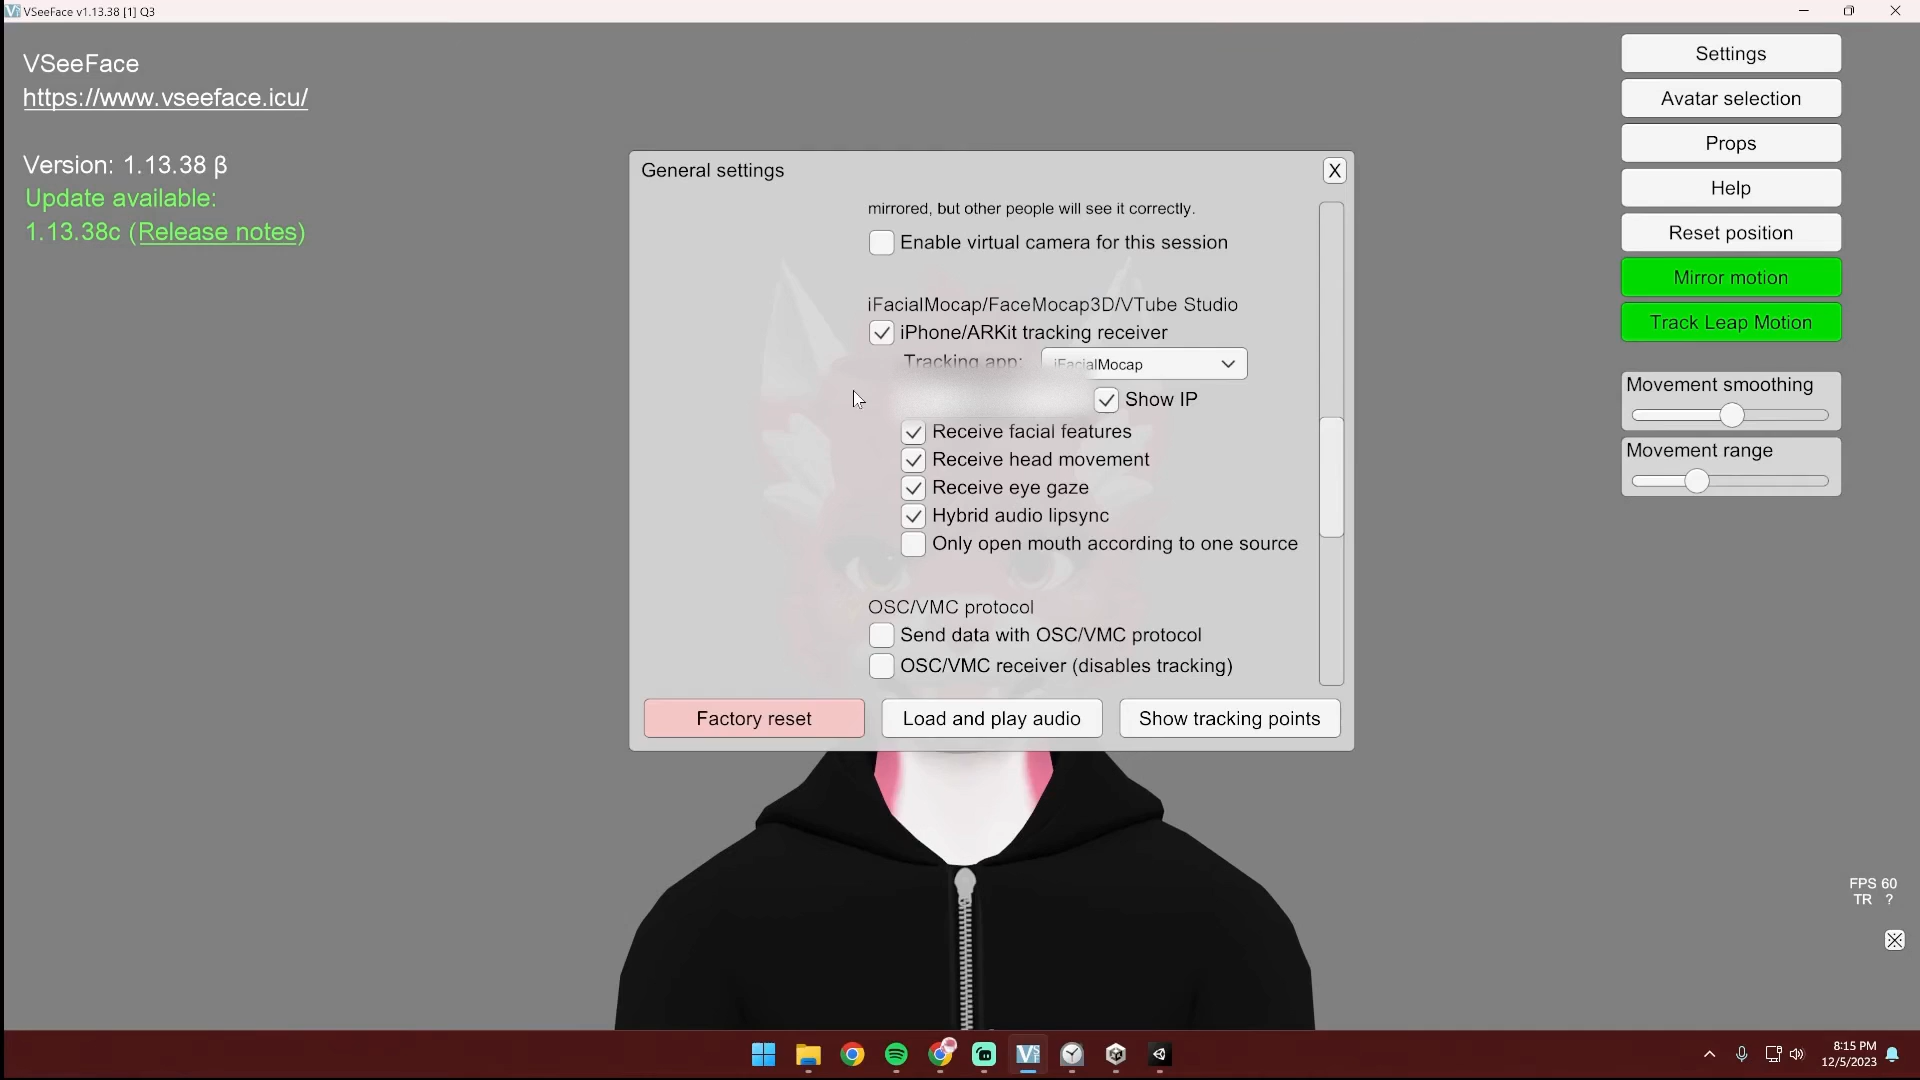 VSeeFace v1.13.38 [1] Q3
VSeeFace
https://www.vseeface.icu/
Version: 1.13.38 β
Update available:
1.13.38c (Release notes)
General settings
X
mirrored, but other people will see it correctly.
Enable virtual camera for this session
iFacialMocap/FaceMocap3D/VTube Studio
iPhone/ARKit tracking receiver
Tracking app: iFacialMocap
Show IP
Receive facial features
Receive head movement
Receive eye gaze
Hybrid audio lipsync
Only open mouth according to one source
OSC/VMC protocol
Send data with OSC/VMC protocol
OSC/VMC receiver (disables tracking)
Factory reset
Load and play audio
Show tracking points
Settings
Avatar selection
Props
Help
Reset position
Mirror motion
Track Leap Motion
Movement smoothing
Movement range
FPS 60
TR ?
8:15 PM
12/5/2023